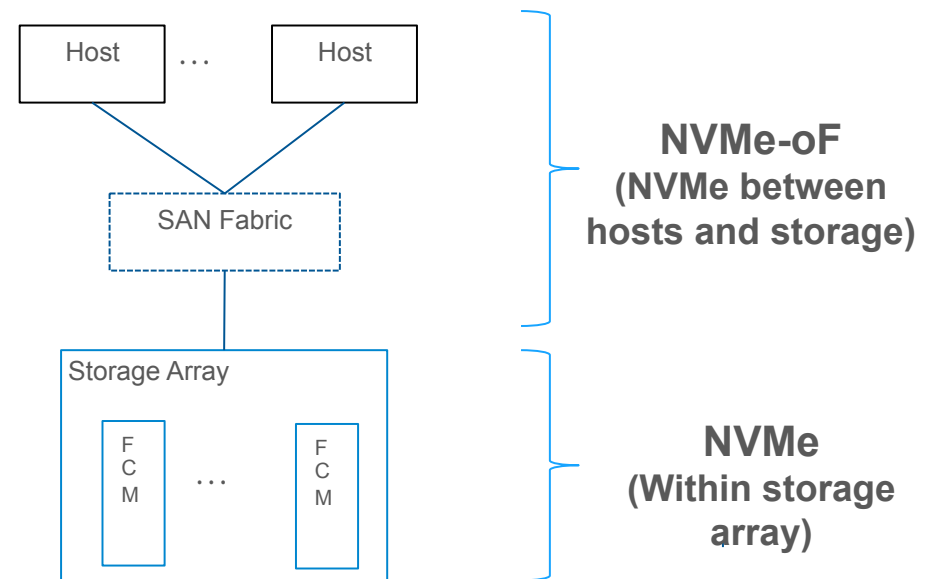 Host ... Host
SAN Fabric
Storage Array
F
C
M
...
F
C
M
NVMe-oF
(NVMe between
hosts and storage)
NVMe
(Within storage
array)